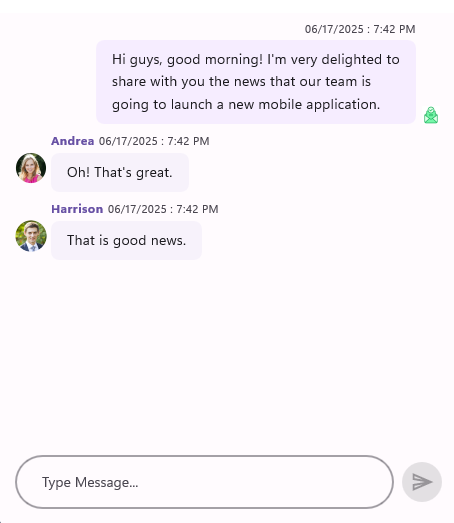 06/17/2025 : 7:42 PM
Hi guys, good morning! I'm very delighted to
share with you the news that our team is
going to launch a new mobile application.
Andrea 06/17/2025 : 7:42 PM
Oh! That's great.
Harrison 06/17/2025 : 7:42 PM
That is good news.
Type Message...